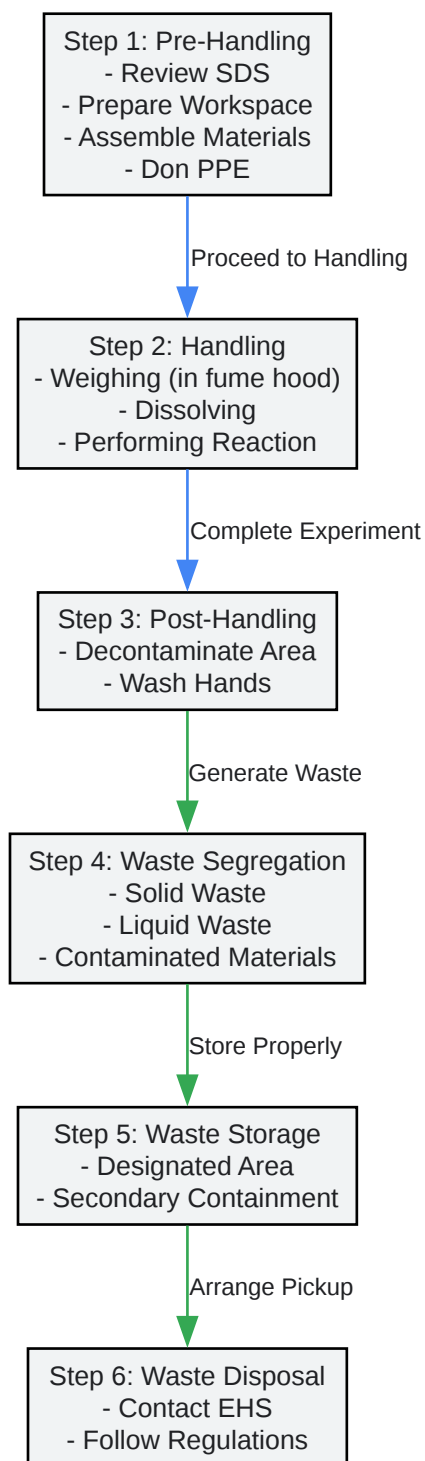 Step 1: Pre-Handling
- Review SDS
- Prepare Workspace
- Assemble Materials
- Don PPE
Proceed to Handling
Step 2: Handling
- Weighing (in fume hood)
- Dissolving
- Performing Reaction
Complete Experiment
Step 3: Post-Handling
- Decontaminate Area
- Wash Hands
Generate Waste
Step 4: Waste Segregation
- Solid Waste
- Liquid Waste
- Contaminated Materials
Store Properly
Step 5: Waste Storage
- Designated Area
- Secondary Containment
Arrange Pickup
Step 6: Waste Disposal
- Contact EHS
- Follow Regulations